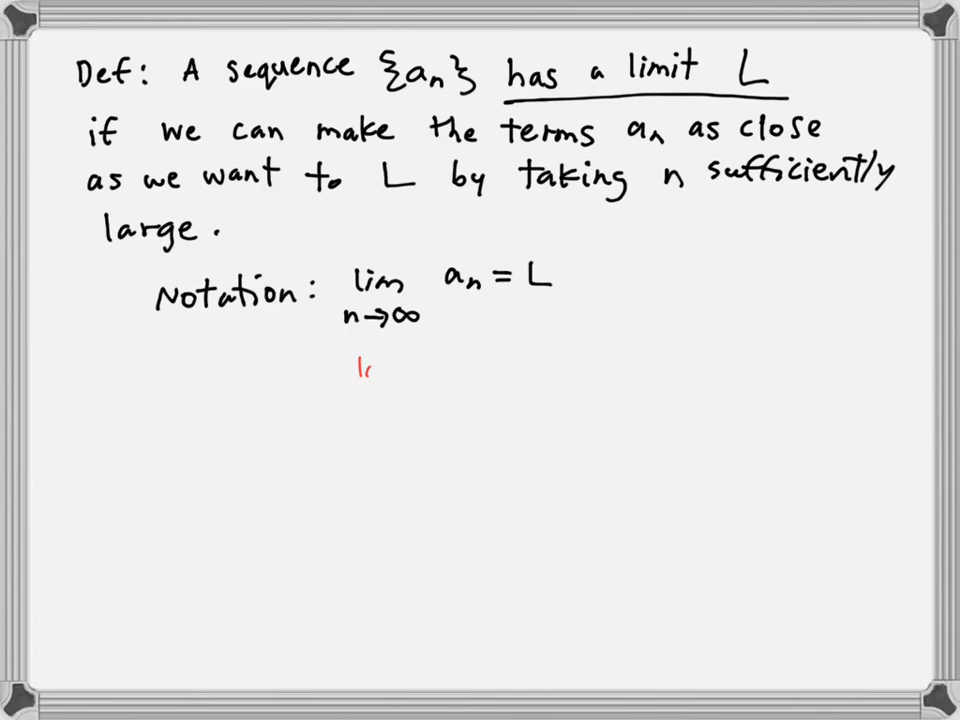 Def: A sequence {aₙ} has a limit L
if we can make the terms aₙ as close
as we want to L by taking n sufficiently
large.
Notation: lim aₙ = L
n→∞